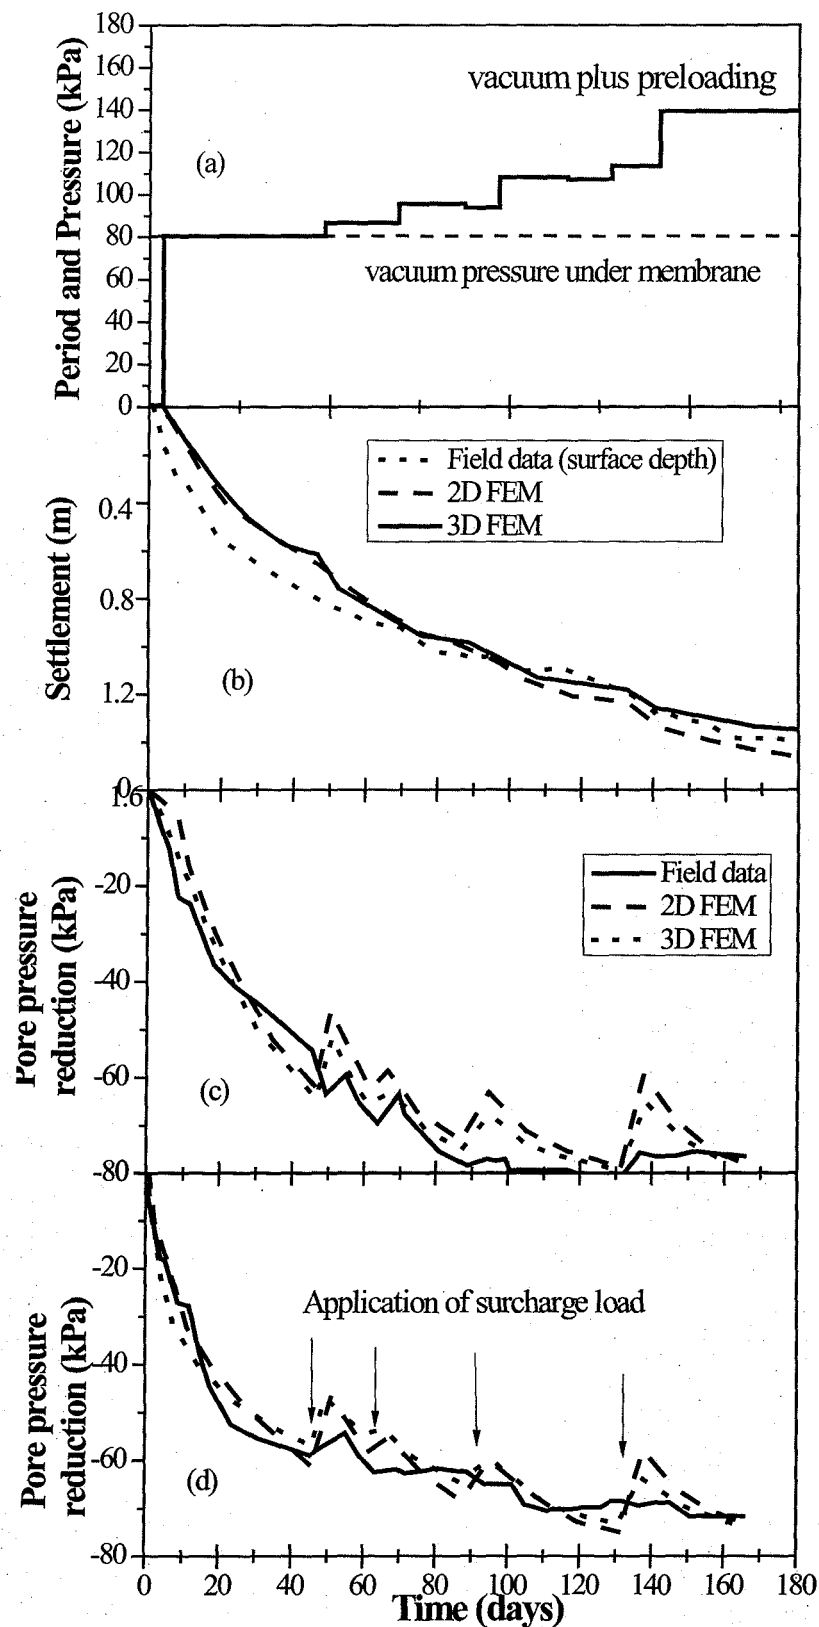 180
160
140
120
100
80
60
40
20
0
Period and Pressure (kPa)
vacuum plus preloading
(a)
vacuum pressure under membrane
Field data (surface depth)
2D FEM
3D FEM
0.4
0.8
1.2
1.6
Settlement (m)
(b)
0
-20
-40
-60
-80
Pore pressure
reduction (kPa)
Field data
2D FEM
3D FEM
(c)
-20
-40
-60
-80
Pore pressure
reduction (kPa)
Application of surcharge load
(d)
0 20 40 60 80 100 120 140 160 180
Time (days)